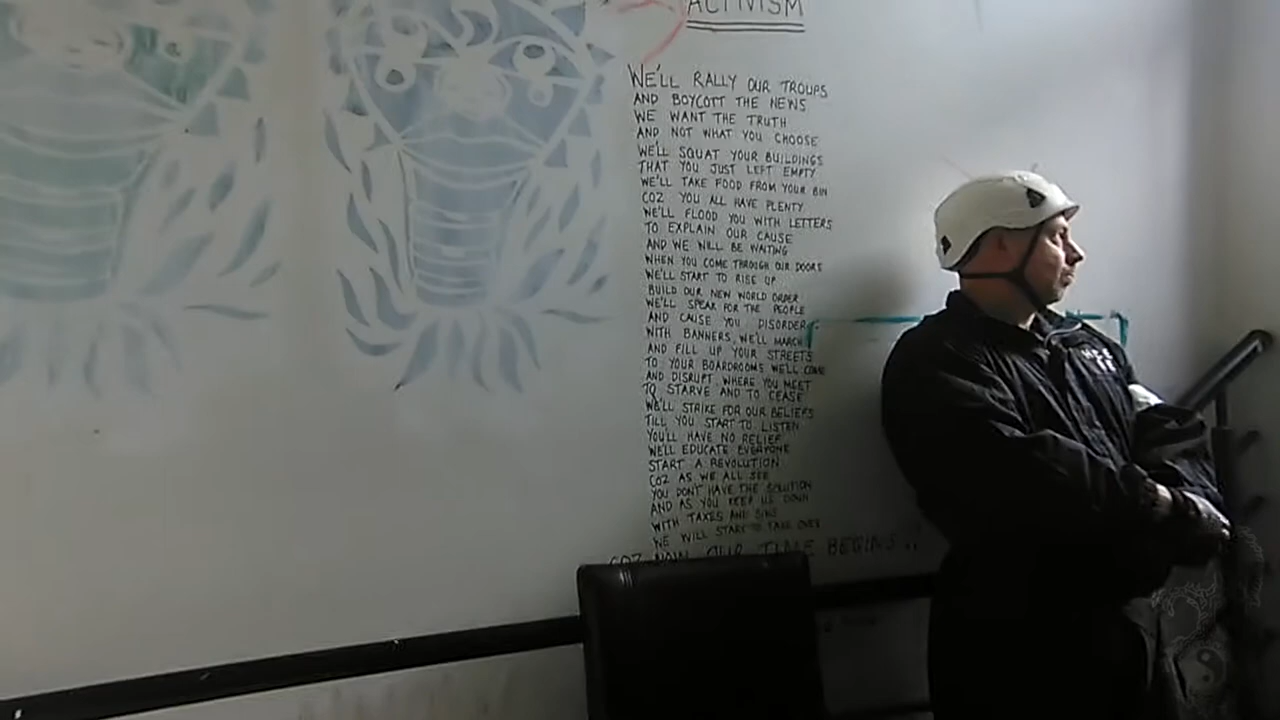 ACTIVISM
WE'LL RALLY OUR TROUPS
AND BOYCOTT THE NEWS
WE WANT THE TRUTH
AND NOT WHAT YOU CHOOSE
WE'LL SQUAT YOUR BUILDINGS
THAT YOU JUST LEFT EMPTY
WE'LL TAKE FOOD FROM YOUR BIN
COZ YOU ALL HAVE PLENTY
WE'LL FLOOD YOU WITH LETTERS
TO EXPLAIN OUR CAUSE
AND WE WILL BE WAITING
WHEN YOU COME THROUGH OUR DOORS
WE'LL START TO RISE UP
BUILD OUR NEW WORLD ORDER
WE'LL SPEAK FOR THE PEOPLE
AND CAUSE YOU DISORDER
WITH BANNERS, WE'LL MARCH
AND FILL UP YOUR STREETS
TO YOUR BOARDROOMS WE'LL COME
AND DISRUPT WHERE YOU MEET
TO STARVE AND TO CEASE
WE'LL STRIKE FOR OUR BELIEFS
TILL YOU START TO LISTEN
YOU'LL HAVE NO RELIEF
WE'LL EDUCATE EVERYONE
START A REVOLUTION
COZ AS WE ALL SEE
YOU DON'T HAVE THE SOLUTION
AND AS YOU KEEP US DOWN
WITH TAXES AND SINS
WE WILL START TO TAKE OVER
COZ NOW OUR TIME BEGINS..!